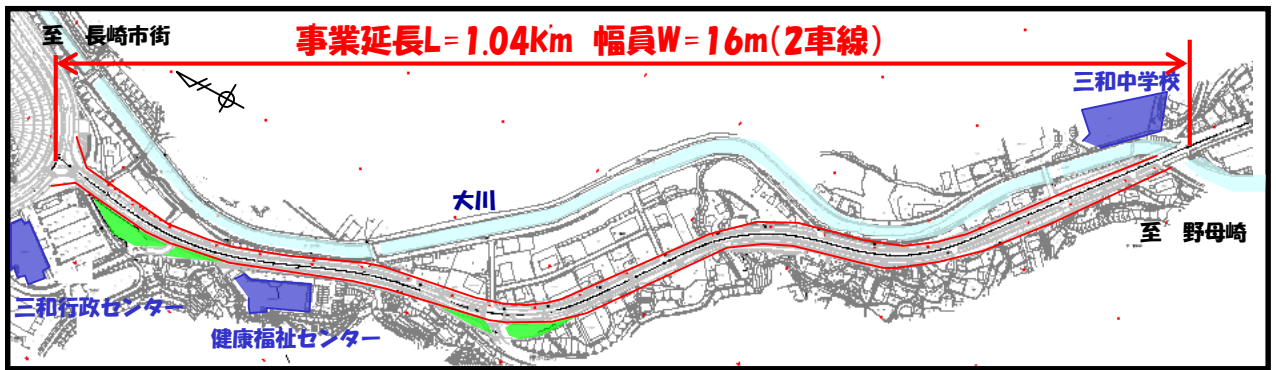 至 長崎市街
事業延長L=1.04km 幅員W=16m(2車線)
三和中学校
大川
至 野母崎
三和行政センター
健康福祉センター